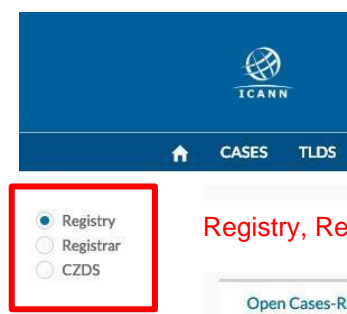 ICANN
CASES TLDS
Registry
Registrar
CZDS
Registry, Re
Open Cases-R